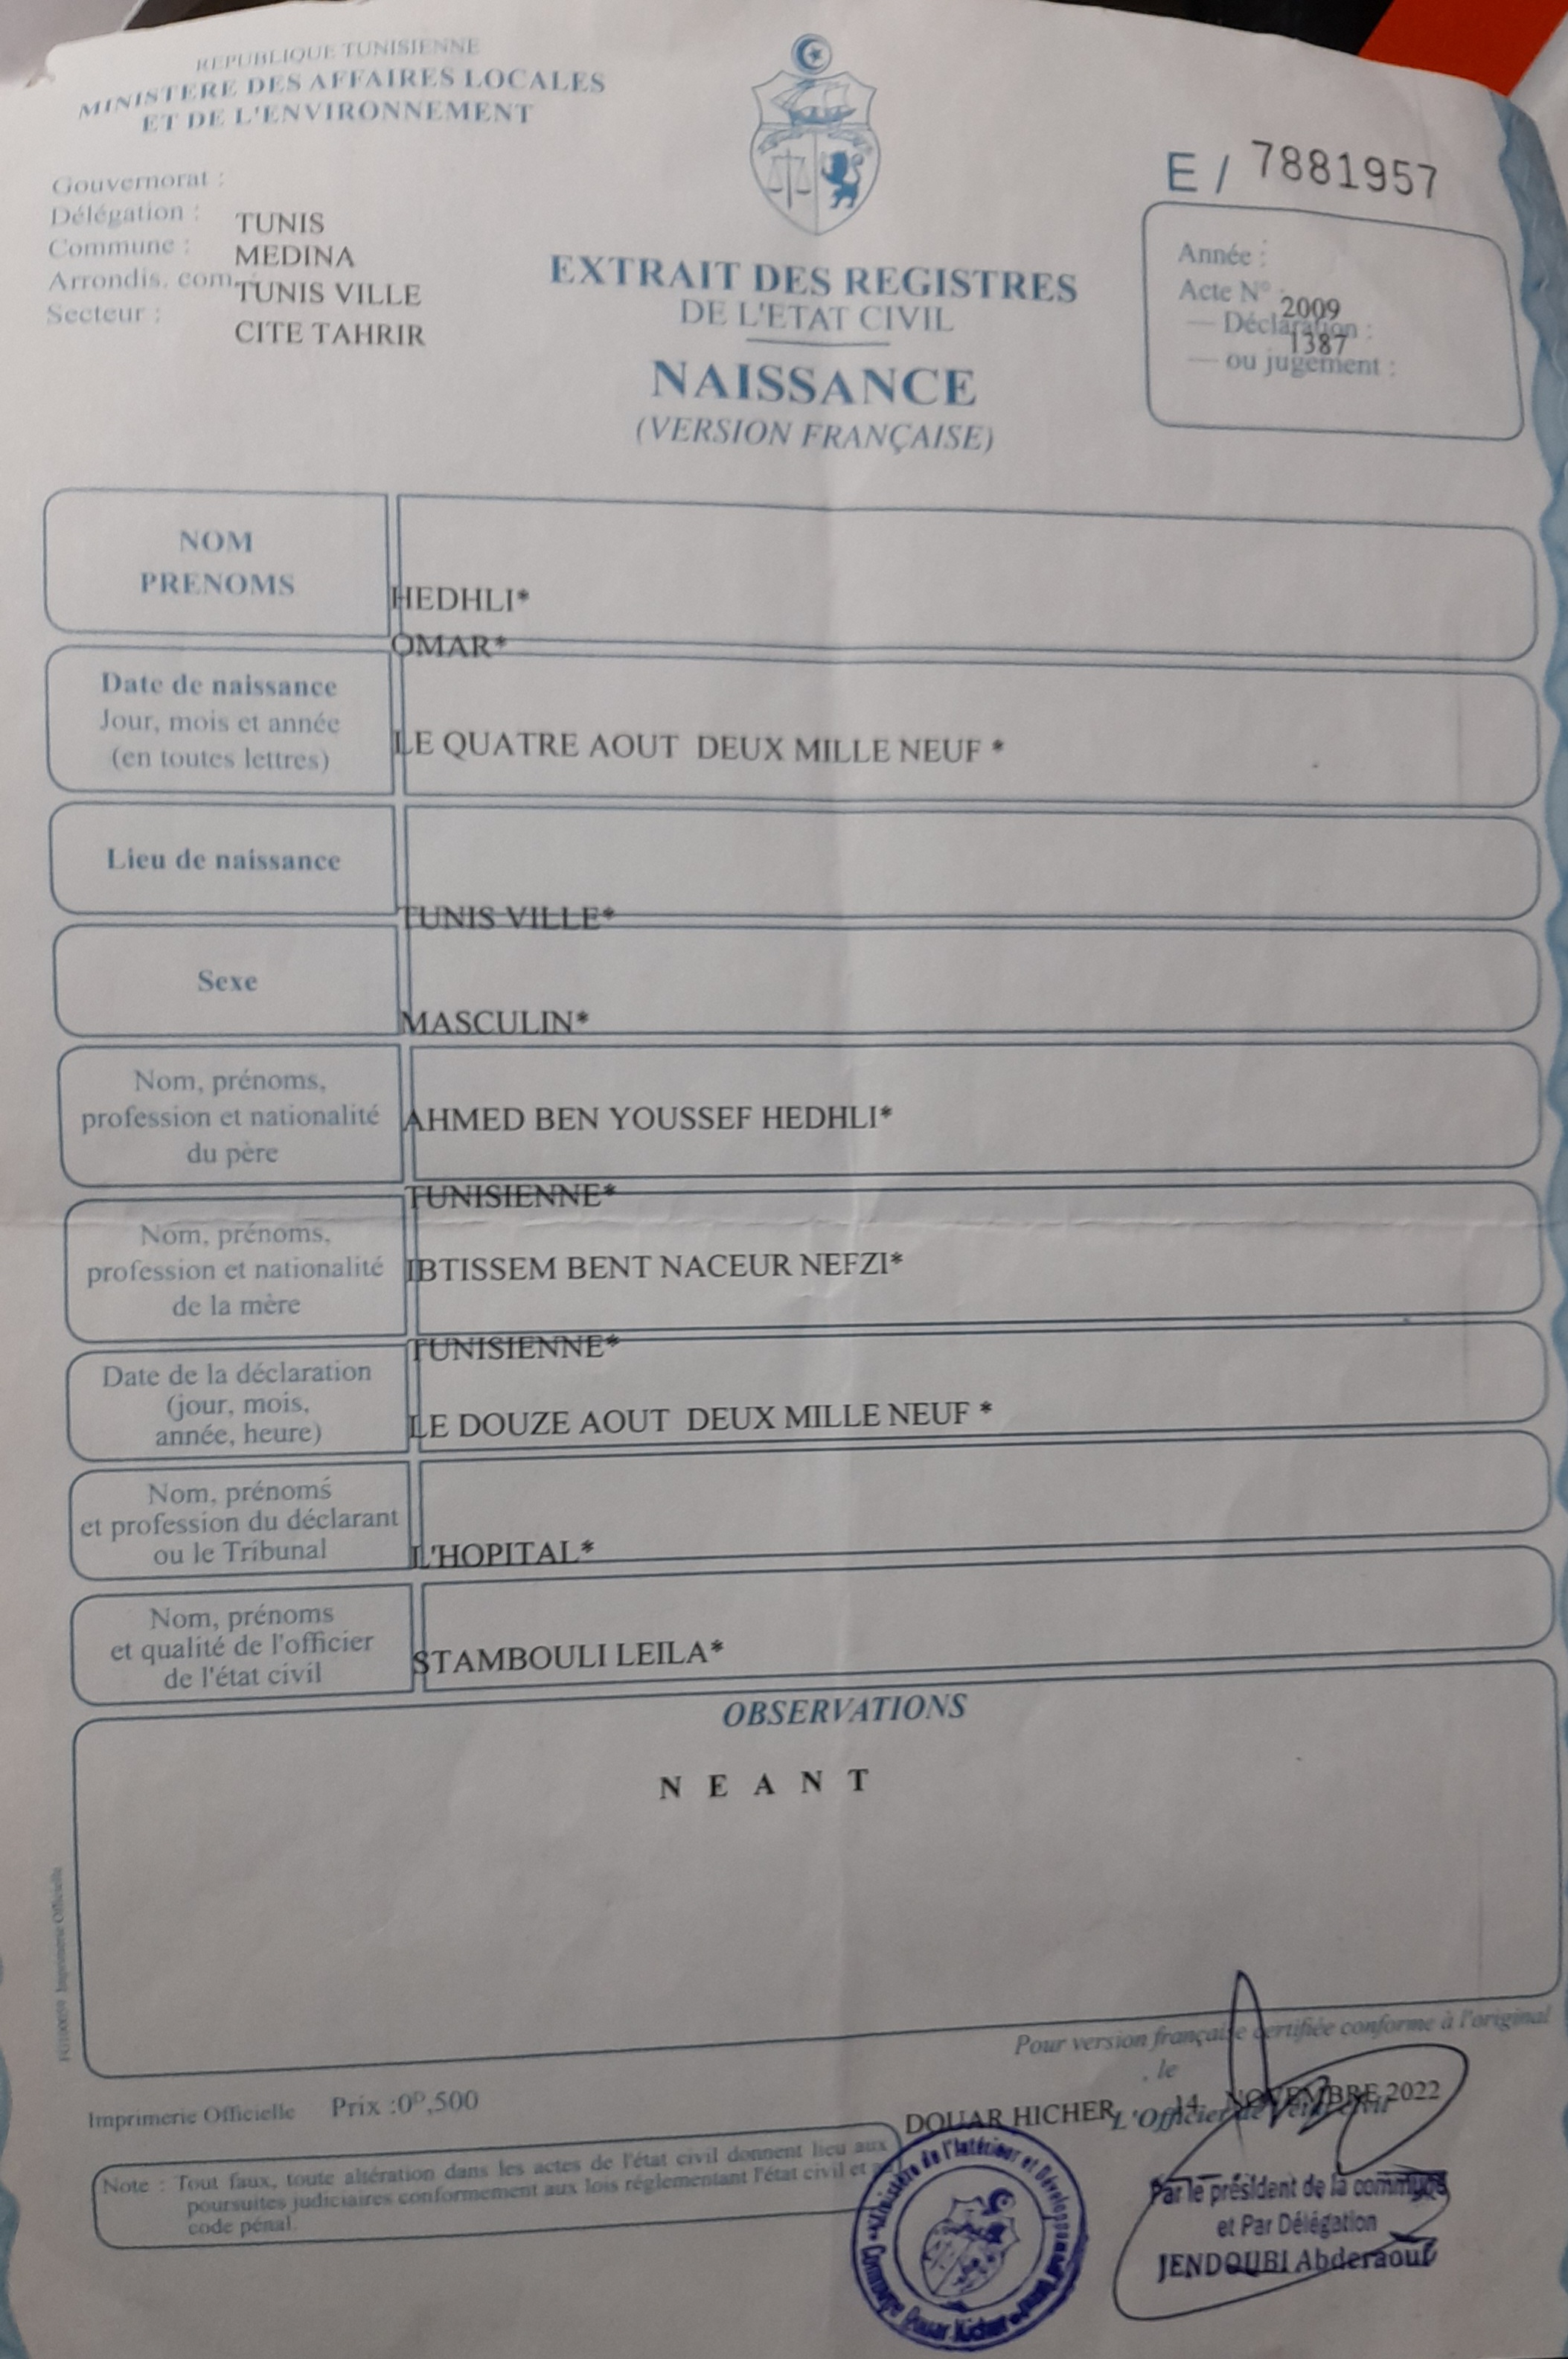 REPUBLIQUE TUNISIENNE
MINISTERE DES AFFAIRES LOCALES
ET DE L'ENVIRONNEMENT
Gouvernorat :
Délégation : TUNIS
Commune : MEDINA
Arrondis. com. : TUNIS VILLE
Secteur : CITE TAHRIR
EXTRAIT DES REGISTRES
DE L'ETAT CIVIL
NAISSANCE
(VERSION FRANÇAISE)
E / 7881957
Année :
Acte N° : 2009
— Déclaration :
1387
— ou jugement :
NOM
PRENOMS
HEDHLI*
OMAR*
Date de naissance
Jour, mois et année
(en toutes lettres)
LE QUATRE AOUT DEUX MILLE NEUF *
Lieu de naissance
TUNIS VILLE*
Sexe
MASCULIN*
Nom, prénoms,
profession et nationalité
du père
AHMED BEN YOUSSEF HEDHLI*
TUNISIENNE*
Nom, prénoms,
profession et nationalité
de la mère
IBTISSEM BENT NACEUR NEFZI*
TUNISIENNE*
Date de la déclaration
(jour, mois,
année, heure)
LE DOUZE AOUT DEUX MILLE NEUF *
Nom, prénoms
et profession du déclarant
ou le Tribunal
L'HOPITAL*
Nom, prénoms
et qualité de l'officier
de l'état civil
STAMBOULI LEILA*
OBSERVATIONS
N E A N T
Imprimerie Officielle
Pour version française certifiée conforme à l'original
, le
DOUAR HICHER 14 NOVEMBRE 2022
L'Officier de l'état civil
Imprimerie Officielle Prix :0ᴰ,500
Note : Tout faux, toute altération dans les actes de l'état civil donnent lieu aux
poursuites judiciaires conformement aux lois réglementant l'état civil et
code pénal.
Ministère de l'Intérieur et
Commune Douar Hicher
Par le président de la commune
et Par Délégation
JENDOUBI Abderaouf